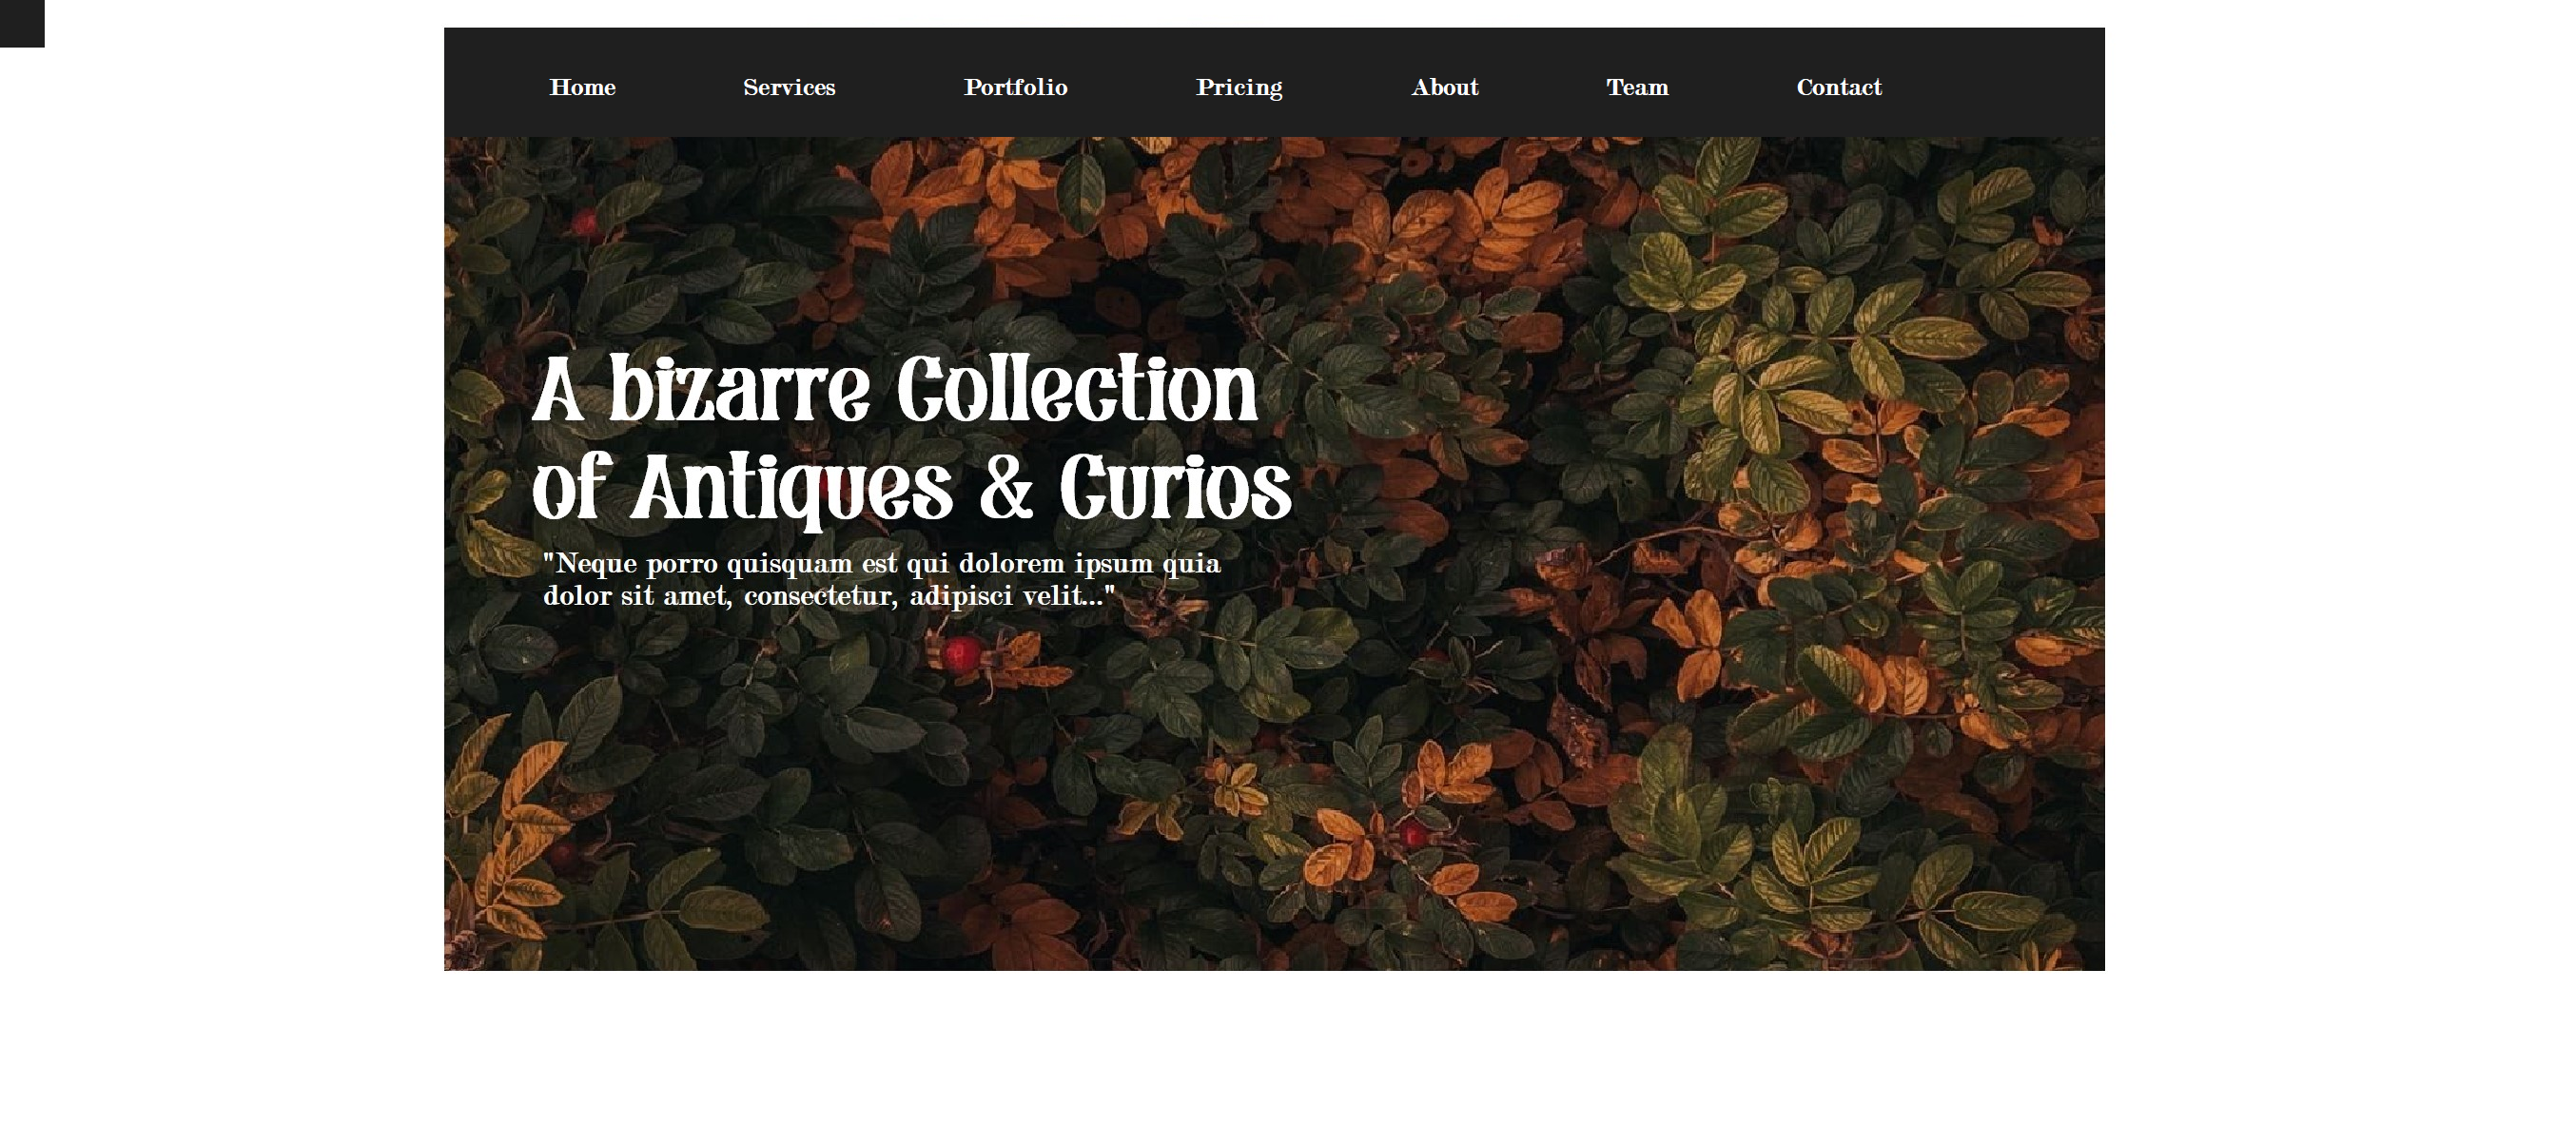 Home Services Portfolio Pricing About Team Contact
A bizarre Collection
of Antiques & Curios
"Neque porro quisquam est qui dolorem ipsum quia
dolor sit amet, consectetur, adipisci velit..."